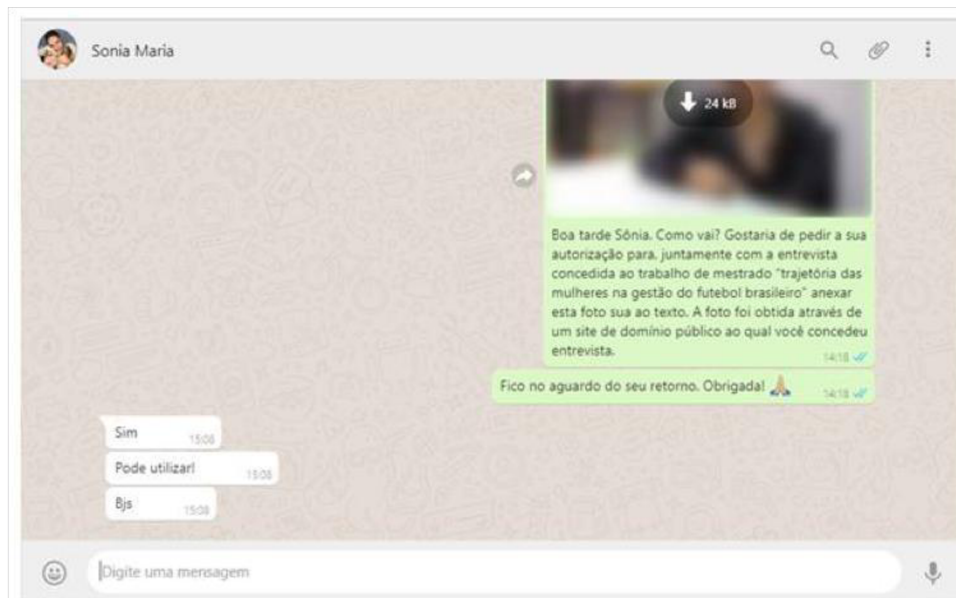 Sonia Maria
24 kB
Boa tarde Sônia. Como vai? Gostaria de pedir a sua
autorização para, juntamente com a entrevista
concedida ao trabalho de mestrado "trajetória das
mulheres na gestão do futebol brasileiro" anexar
esta foto sua ao texto. A foto foi obtida através de
um site de domínio público ao qual você concedeu
entrevista.
14:18
Fico no aguardo do seu retorno. Obrigada! 🙏🏼
14:18
Sim
15:08
Pode utilizar!
15:08
Bjs
15:08
Digite uma mensagem